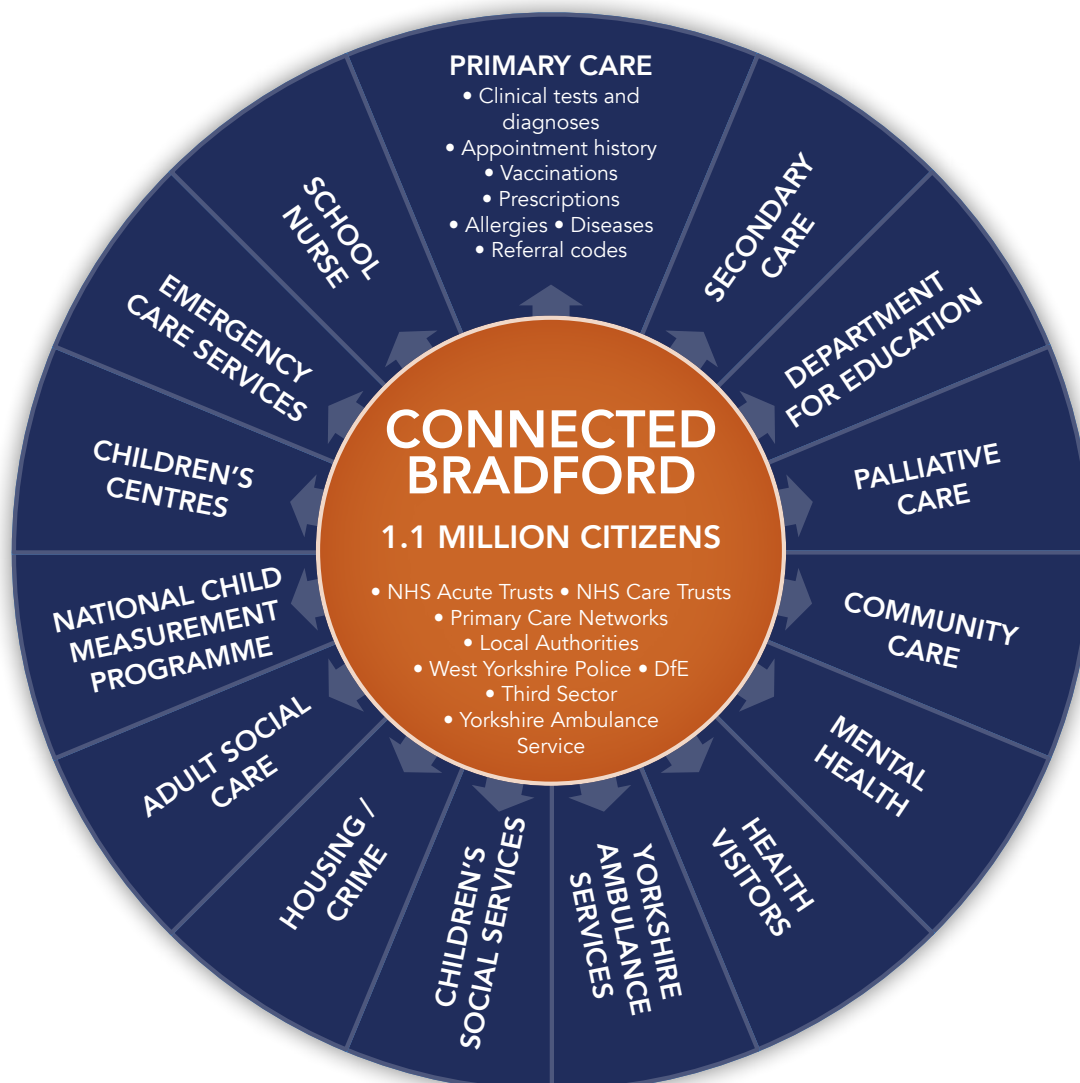 PRIMARY CARE
• Clinical tests and
diagnoses
• Appointment history
• Vaccinations
• Prescriptions
• Allergies • Diseases
• Referral codes
SECONDARY
CARE
DEPARTMENT
FOR EDUCATION
PALLIATIVE
CARE
COMMUNITY
CARE
MENTAL
HEALTH
HEALTH
VISITORS
YORKSHIRE
AMBULANCE
SERVICES
CHILDREN'S
SOCIAL SERVICES
HOUSING /
CRIME
ADULT SOCIAL
CARE
NATIONAL CHILD
MEASUREMENT
PROGRAMME
CHILDREN'S
CENTRES
EMERGENCY
CARE SERVICES
SCHOOL
NURSE
CONNECTED
BRADFORD
1.1 MILLION CITIZENS
• NHS Acute Trusts • NHS Care Trusts
• Primary Care Networks
• Local Authorities
• West Yorkshire Police • DfE
• Third Sector
• Yorkshire Ambulance
Service